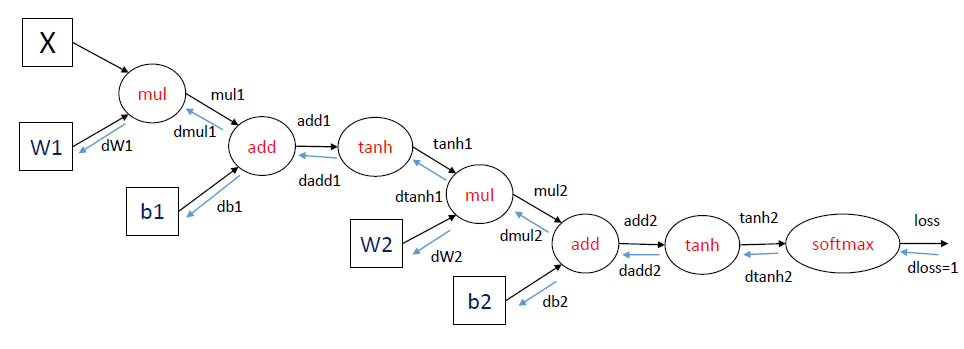 X
mul
mul1
W1
dW1
dmul1
add
add1
dadd1
tanh
b1
db1
tanh1
dtanh1
mul
mul2
W2
dW2
dmul2
add
add2
dadd2
tanh
tanh2
dtanh2
softmax
loss
dloss=1
b2
db2